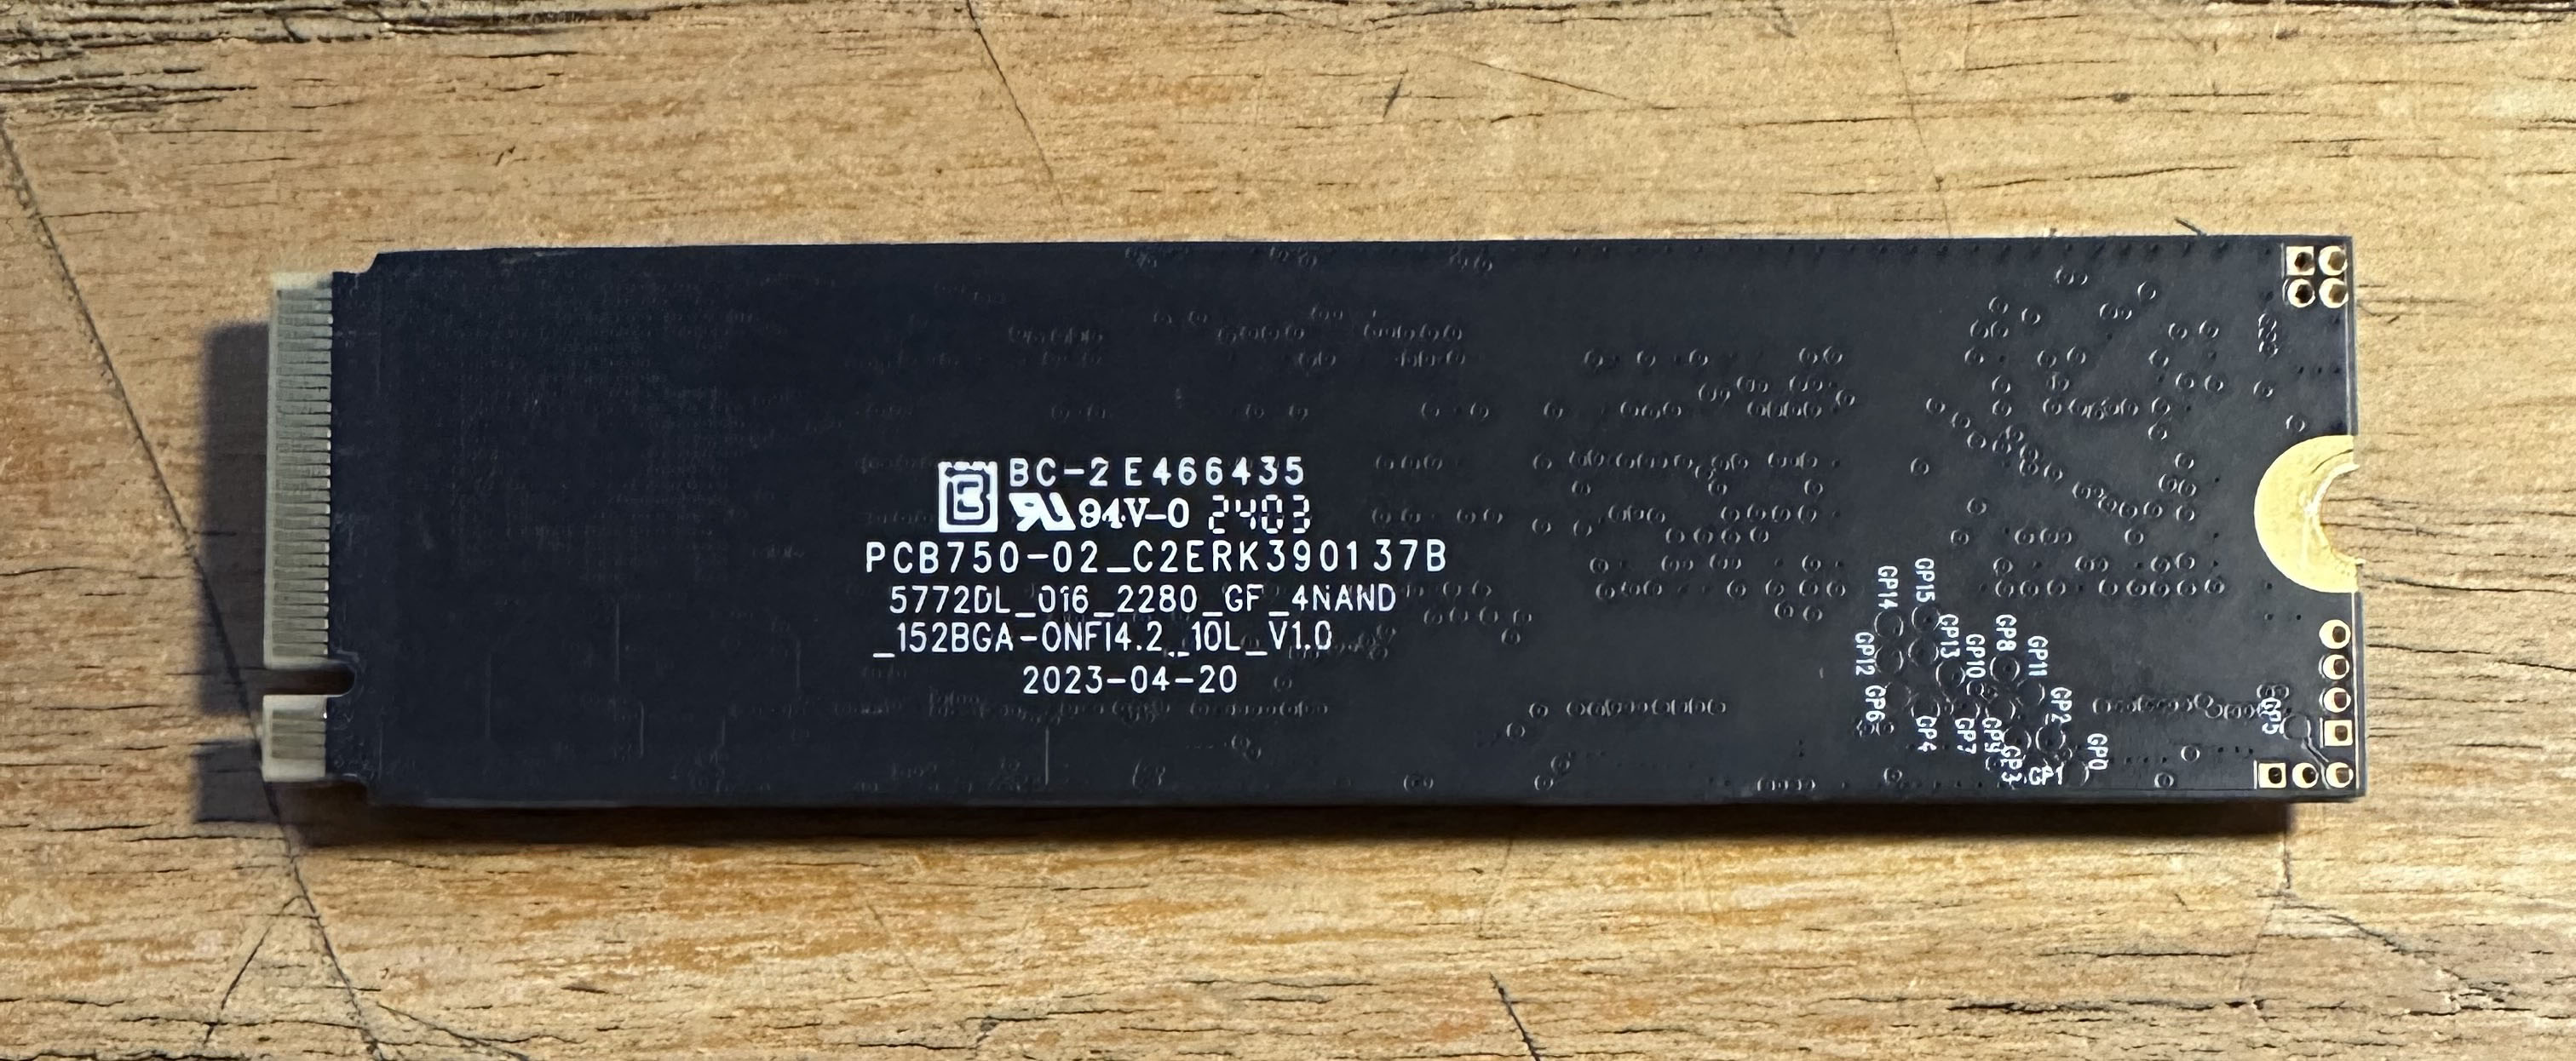 BC-2 E466435
94V-0 2403
PCB750-02_C2ERK390137B
5772DL_016_2280_GF_4NAND
_152BGA-ONFI4.2_10L_V1.0
2023-04-20
GP14
GP15
GP12
GP13
GP10
GP8
GP11
GP6
GP4
GP7
GP9
GP3
GP2
GP1
GP0
GP5